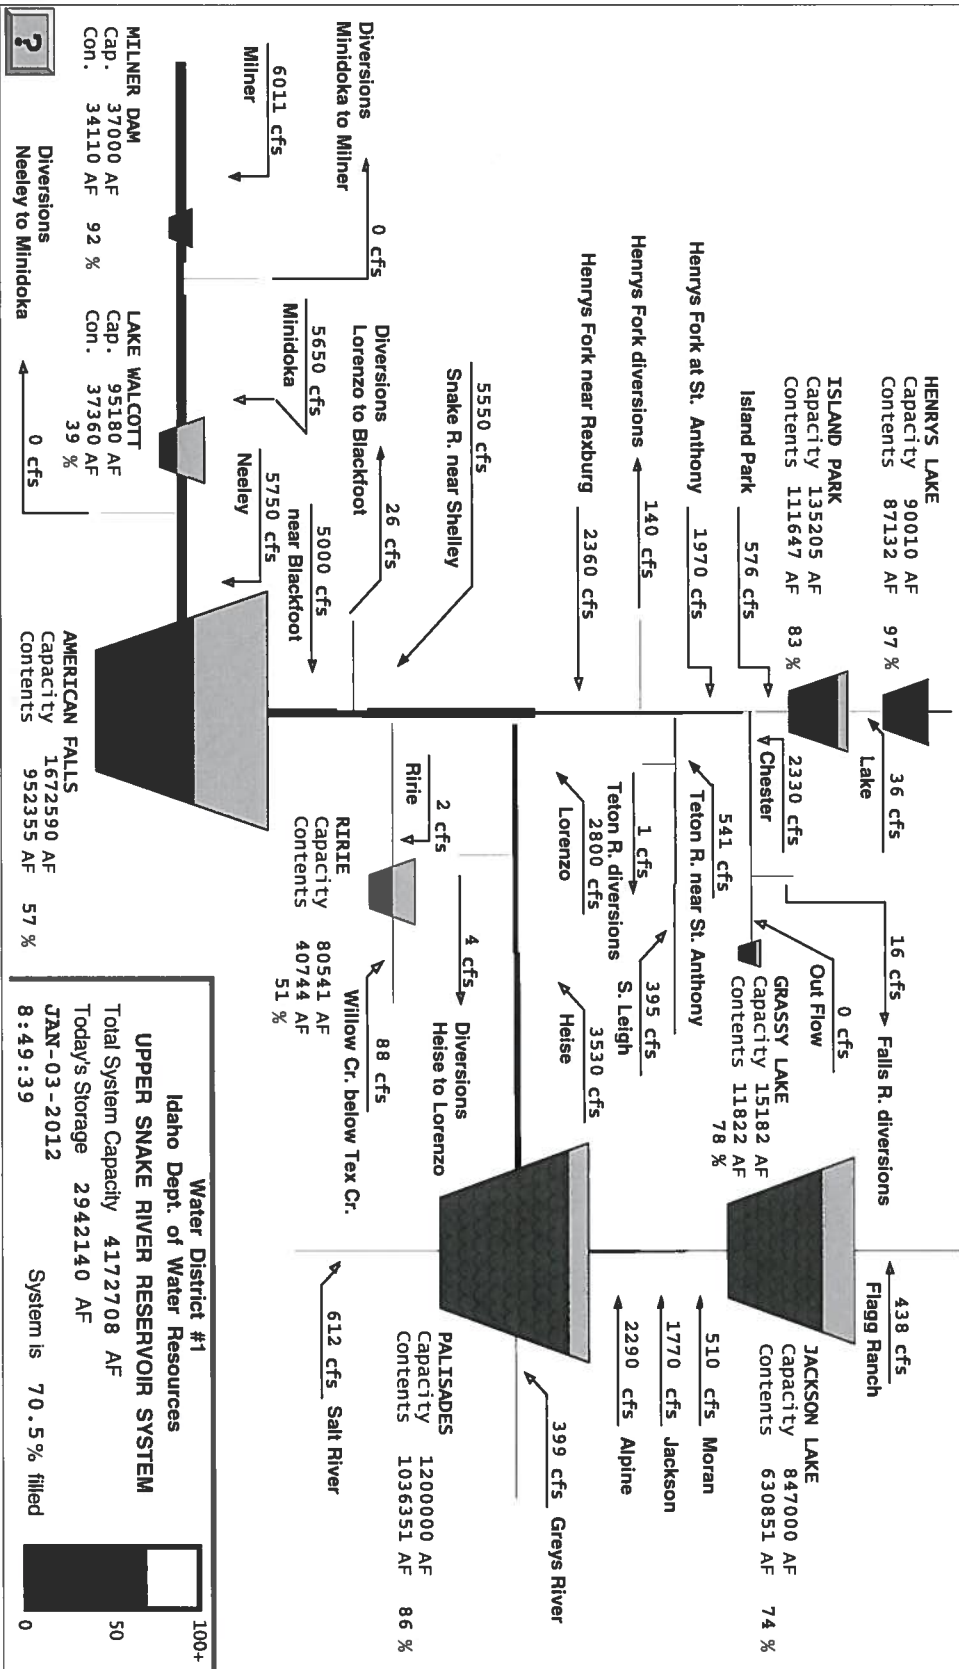 HENRYS LAKE
Capacity 90010 AF
Contents 87132 AF 97 %
36 cfs
Lake
ISLAND PARK
Capacity 135205 AF
Contents 111647 AF 83 %
576 cfs
Island Park
2330 cfs
Chester
16 cfs
Falls R. diversions
0 cfs
Out Flow
GRASSY LAKE
Capacity 15182 AF
Contents 11822 AF
78 %
438 cfs
Flagg Ranch
JACKSON LAKE
Capacity 847000 AF
Contents 630851 AF 74 %
1970 cfs
Henrys Fork at St. Anthony
541 cfs
Teton R. near St. Anthony
510 cfs Moran
140 cfs
Henrys Fork diversions
1 cfs
Teton R. diversions
395 cfs
S. Leigh
1770 cfs Jackson
2290 cfs Alpine
2360 cfs
Henrys Fork near Rexburg
2800 cfs
Lorenzo
3530 cfs
Heise
399 cfs Greys River
5550 cfs
Snake R. near Shelley
4 cfs
Diversions
Heise to Lorenzo
PALISADES
Capacity 1200000 AF
Contents 1036351 AF 86 %
2 cfs
Ririe
88 cfs
Willow Cr. below Tex Cr.
612 cfs Salt River
26 cfs
Diversions
Lorenzo to Blackfoot
RIRIE
Capacity 80541 AF
Contents 40744 AF
51 %
5000 cfs
near Blackfoot
0 cfs
Diversions
Minidoka to Milner
5650 cfs
Minidoka
5750 cfs
Neeley
6011 cfs
Milner
MILNER DAM
Cap. 37000 AF
Con. 34110 AF 92 %
LAKE WALCOTT
Cap. 95180 AF
Con. 37360 AF
39 %
AMERICAN FALLS
Capacity 1672590 AF
Contents 952355 AF 57 %
0 cfs
Diversions
Neeley to Minidoka
?
Water District #1
Idaho Dept. of Water Resources
UPPER SNAKE RIVER RESERVOIR SYSTEM
Total System Capacity 4172708 AF
Today's Storage 2942140 AF
JAN-03-2012
8:49:39
System is 70.5 % filled
0
50
100+